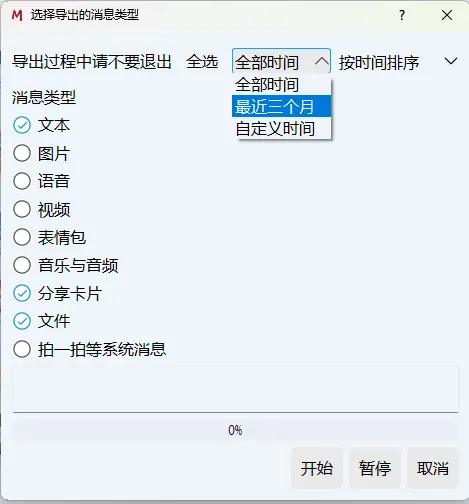 M 选择导出的消息类型 ?
导出过程中请不要退出 全选 全部时间 按时间排序
全部时间
最近三个月
自定义时间
消息类型
文本
图片
语音
视频
表情包
音乐与音频
分享卡片
文件
拍一拍等系统消息
0%
开始 暂停 取消